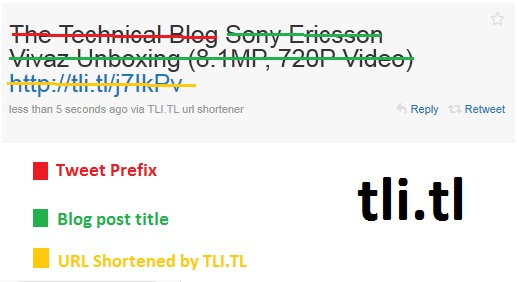 The Technical Blog Sony Ericsson
Vivaz Unboxing (8.1MP, 720P Video)
http://tli.tl/j7IkPv
less than 5 seconds ago via TLI.TL url shortener
Reply
Retweet
Tweet Prefix
Blog post title
URL Shortened by TLI.TL
tli.tl